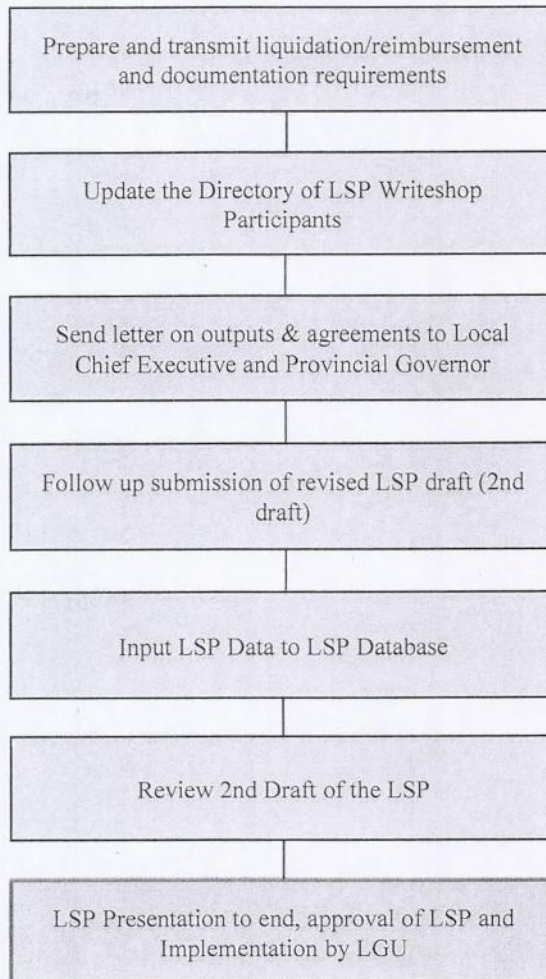 Prepare and transmit liquidation/reimbursement
and documentation requirements
Update the Directory of LSP Writeshop
Participants
Send letter on outputs & agreements to Local
Chief Executive and Provincial Governor
Follow up submission of revised LSP draft (2nd
draft)
Input LSP Data to LSP Database
Review 2nd Draft of the LSP
LSP Presentation to end, approval of LSP and
Implementation by LGU